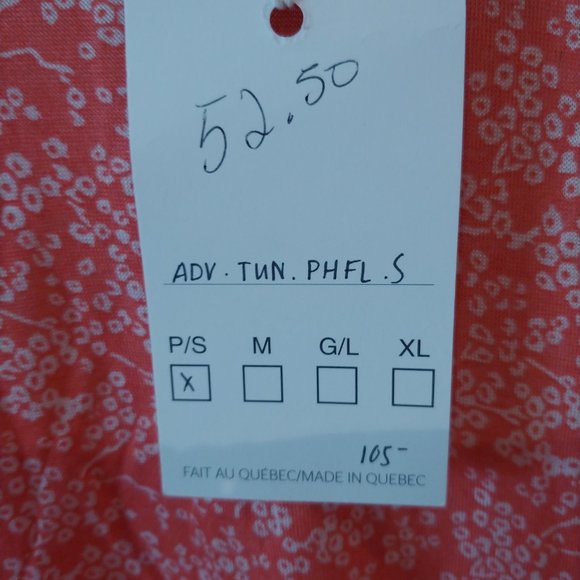 52.50
ADV. TUN. PHFL. S
P/S M G/L XL
X
105-
FAIT AU QUÉBEC/MADE IN QUEBEC